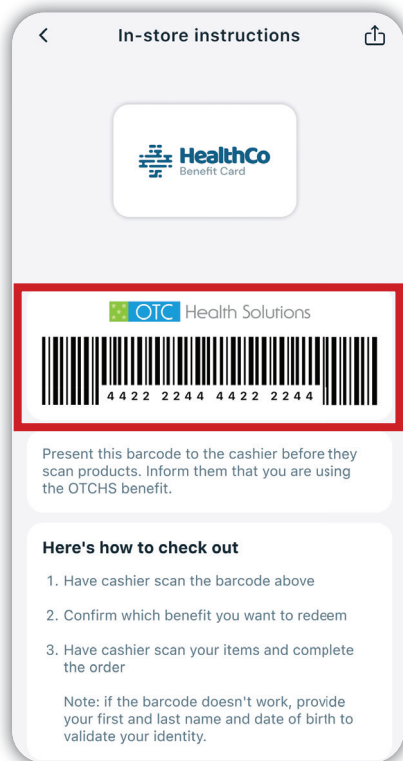 In-store instructions
HealthCo
Benefit Card
OTC Health Solutions
4422 2244 4422 2244
Present this barcode to the cashier before they
scan products. Inform them that you are using
the OTCHS benefit.
Here's how to check out
1. Have cashier scan the barcode above
2. Confirm which benefit you want to redeem
3. Have cashier scan your items and complete
the order
Note: if the barcode doesn't work, provide
your first and last name and date of birth to
validate your identity.